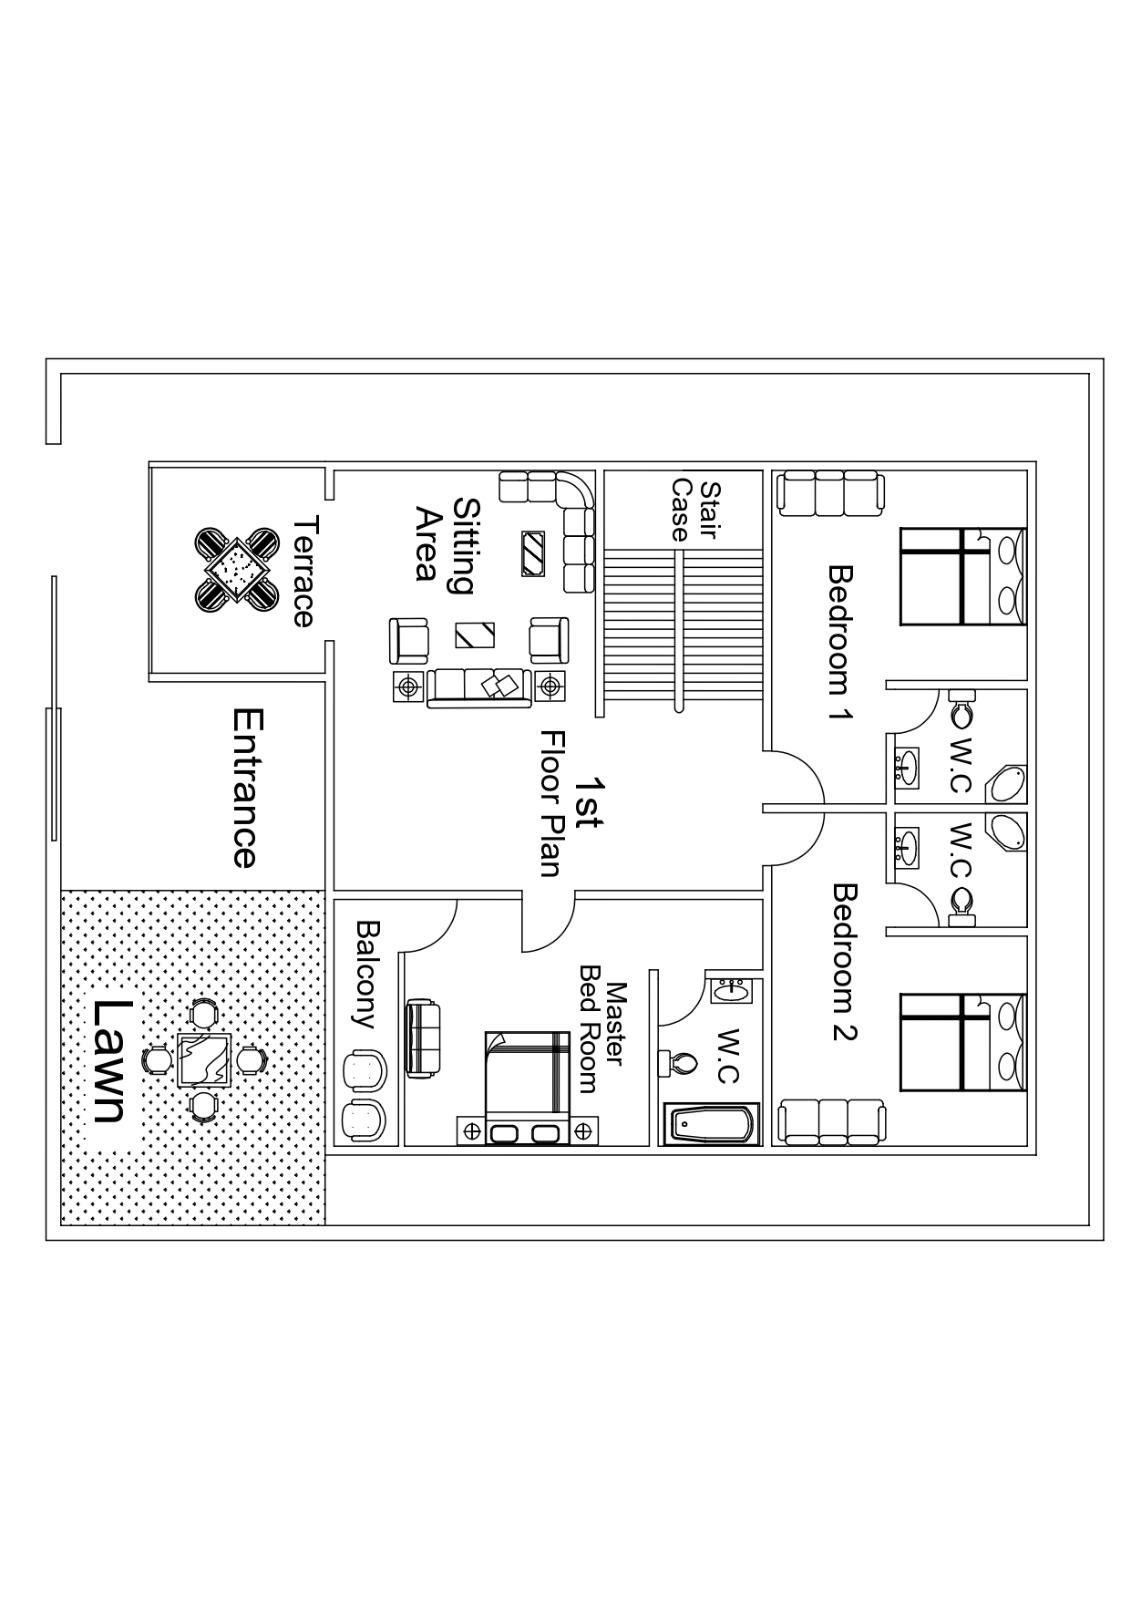 Bedroom 1
W.C
W.C
Bedroom 2
Stair
Case
W.C
1st
Floor Plan
Master
Bed Room
Sitting
Area
Balcony
Terrace
Entrance
Lawn